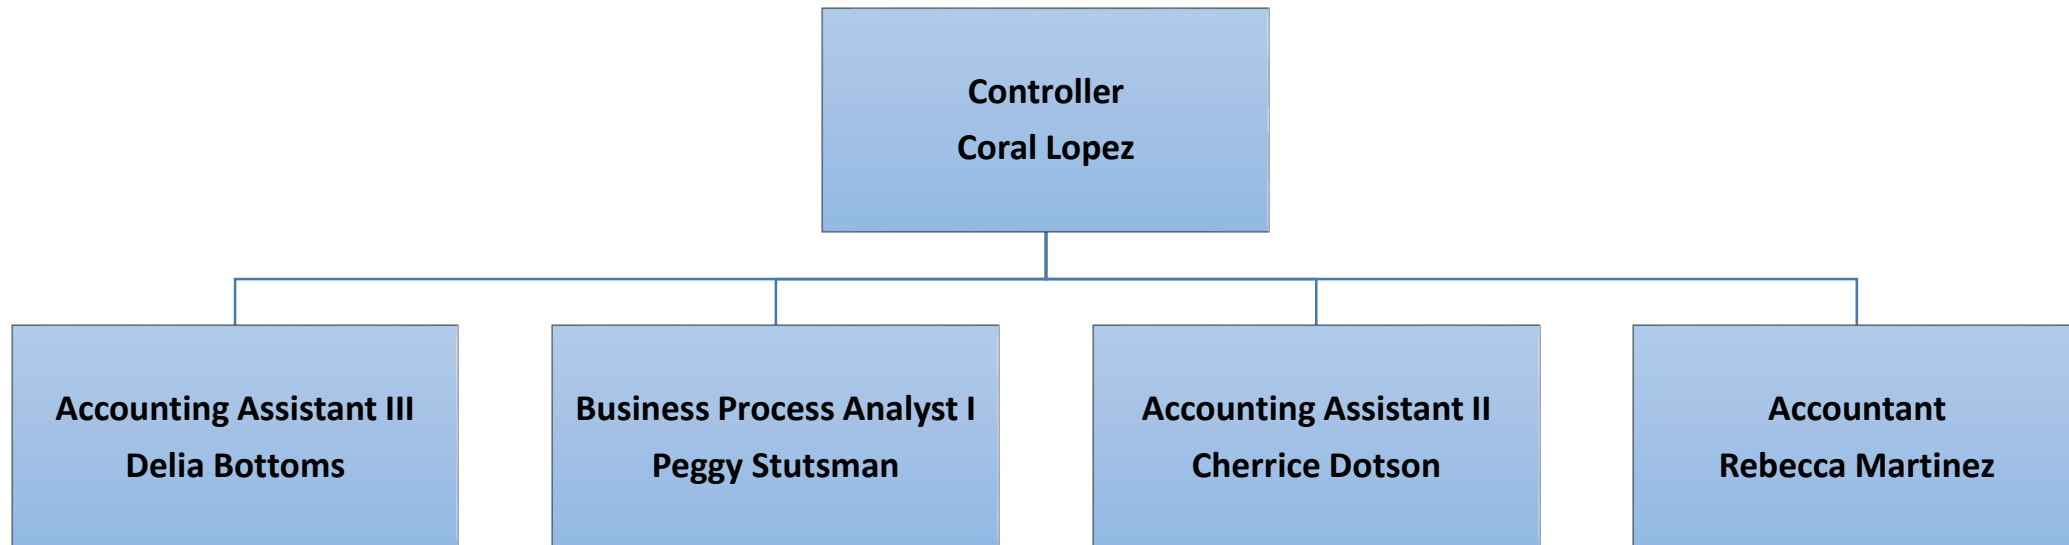 Controller
Coral Lopez
Accounting Assistant III
Delia Bottoms
Business Process Analyst I
Peggy Stutsman
Accounting Assistant II
Cherrice Dotson
Accountant
Rebecca Martinez